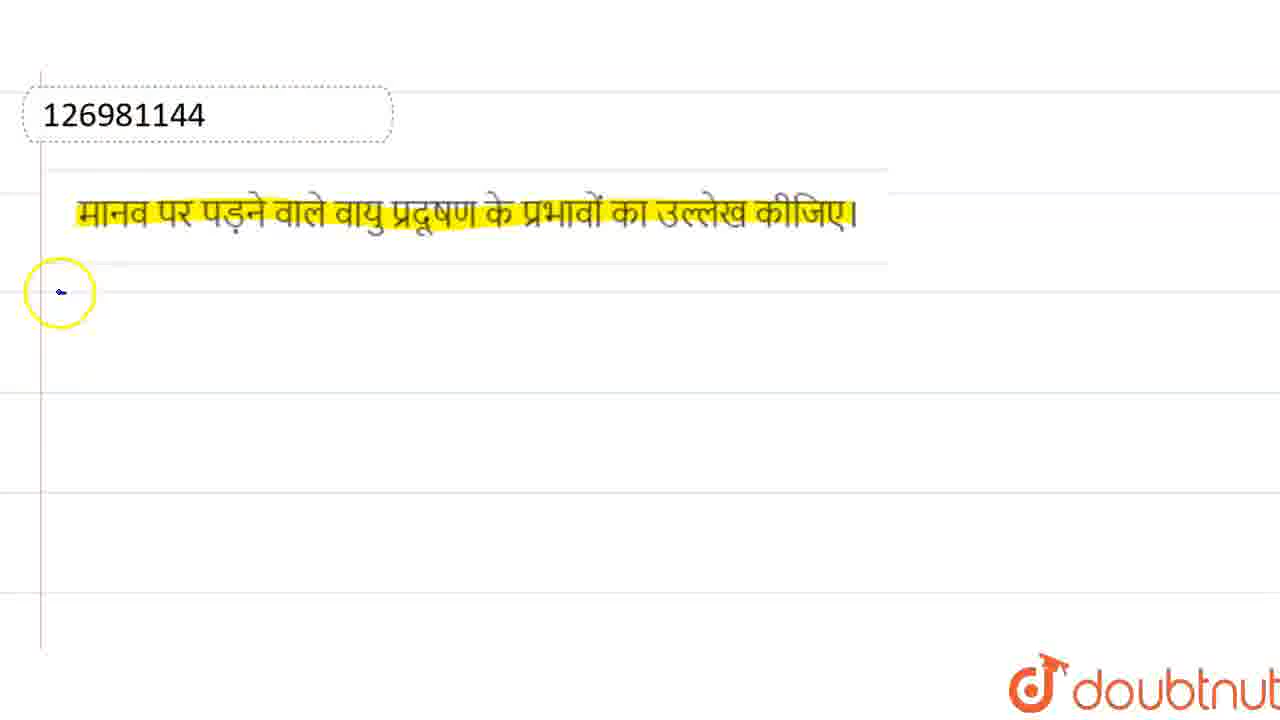 126981144
मानव पर पड़ने वाले वायु प्रदूषण के प्रभावों का उल्लेख कीजिए।
doubtnut